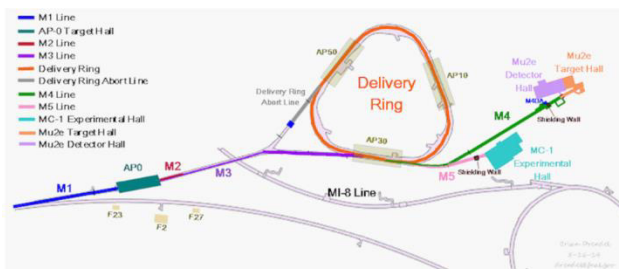 M1 Line
AP-0 Target Hall
M2 Line
M3 Line
Delivery Ring
Delivery Ring Abort Line
M4 Line
M5 Line
MC-1 Experimental Hall
Mu2e Target Hall
Mu2e Detector Hall
AP50
Delivery Ring
Abort Line
Delivery
Ring
AP10
AP30
Mu2e
Detector
Hall
Mu2e
Target Hall
M4DA
Shielding Wall
M4
M5
Shielding Wall
MC-1
Experimental
Hall
M1
AP0
M2
M3
MI-8 Line
F23
F2
F27